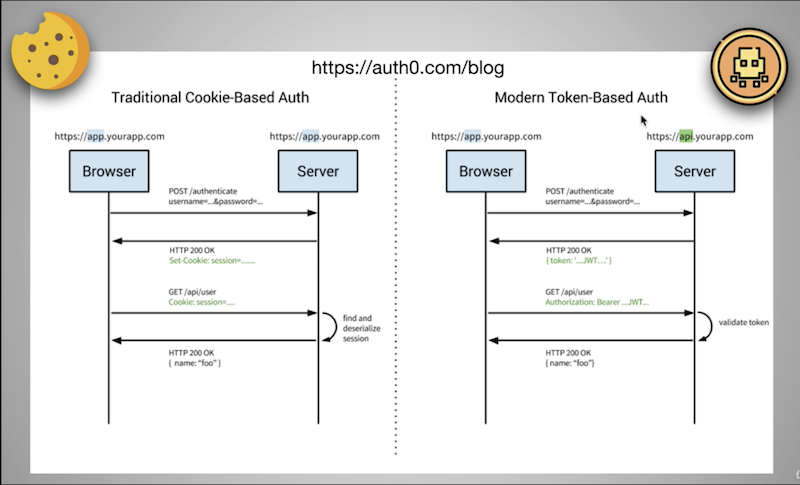 https://auth0.com/blog
Traditional Cookie-Based Auth
https://app.yourapp.com
https://app.yourapp.com
Browser
Server
POST /authenticate
username=...&password=...
HTTP 200 OK
Set-Cookie: session=.......
GET /api/user
Cookie: session=....
find and
deserialize
session
HTTP 200 OK
{ name: "foo" }
Modern Token-Based Auth
https://app.yourapp.com
https://api.yourapp.com
Browser
Server
POST /authenticate
username=...&password=...
HTTP 200 OK
{ token: '...JWT...' }
GET /api/user
Authorization: Bearer ...JWT...
validate token
HTTP 200 OK
{ name: "foo"}